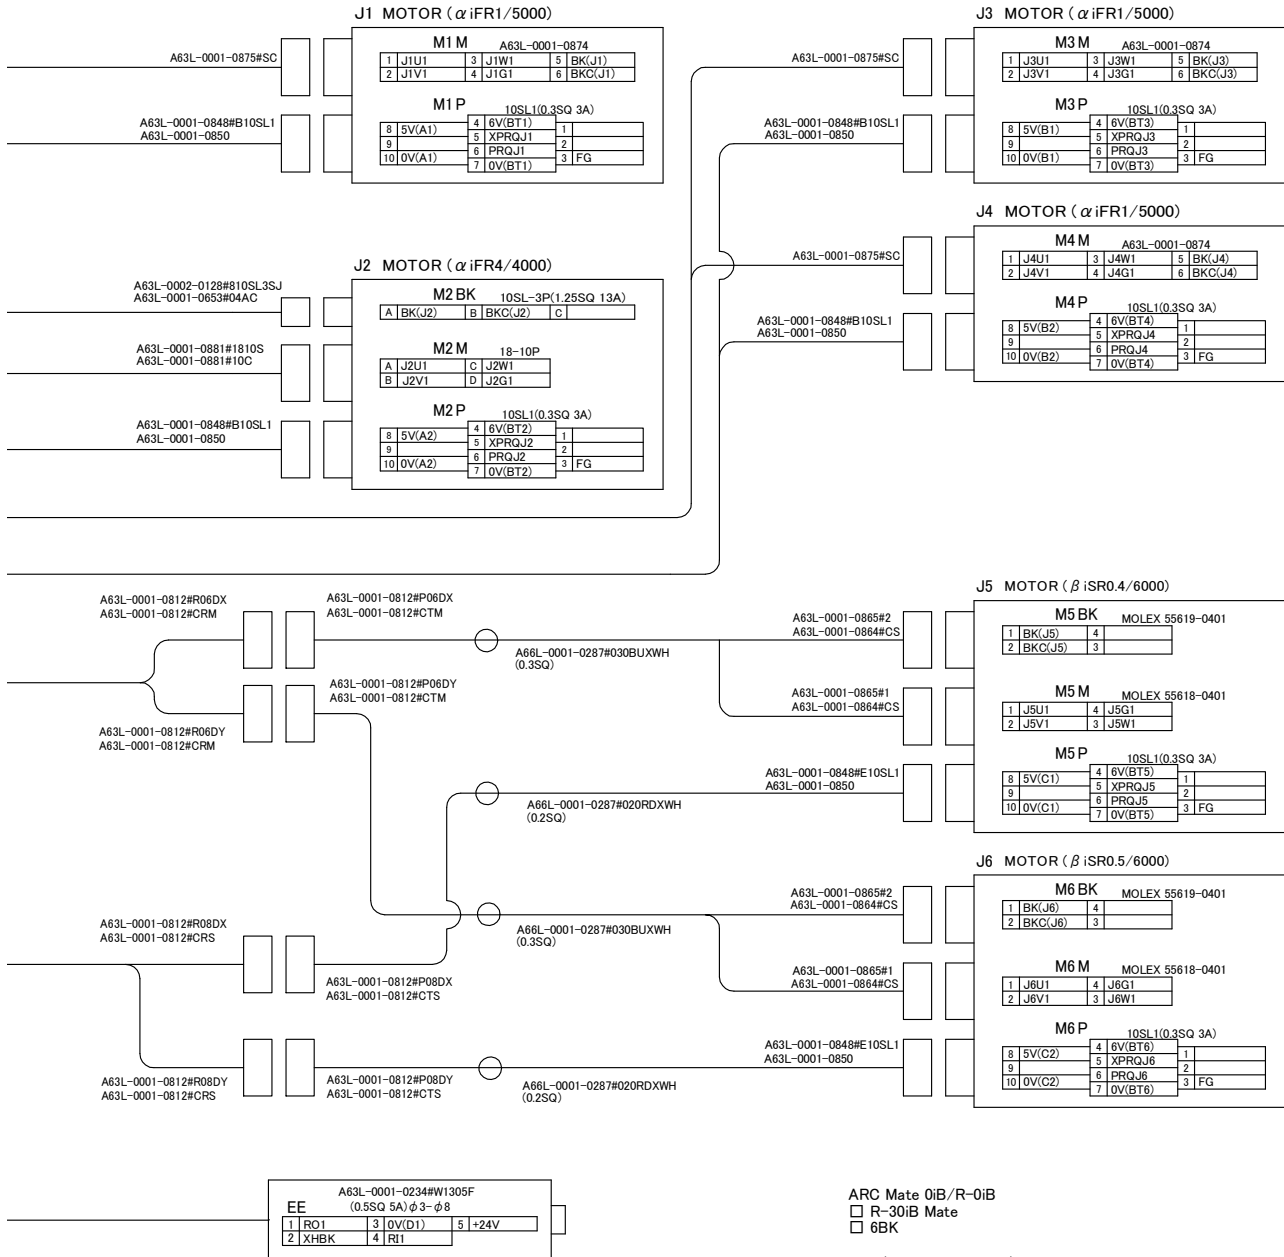 J1 MOTOR (αiFR1/5000)
A63L-0001-0875#SC
M1M A63L-0001-0874
1 J1U1 3 J1W1 5 BK(J1)
2 J1V1 4 J1G1 6 BKC(J1)
A63L-0001-0848#B10SL1
A63L-0001-0850
M1P 10SL1(0.3SQ 3A)
8 5V(A1) 4 6V(BT1) 1
9 5 XPRQJ1 2
10 0V(A1) 6 PRQJ1 3 FG
7 0V(BT1)
J2 MOTOR (αiFR4/4000)
A63L-0002-0128#810SL3SJ
A63L-0001-0653#04AC
M2BK 10SL-3P(1.25SQ 13A)
A BK(J2) B BKC(J2) C
A63L-0001-0881#1810S
A63L-0001-0881#10C
M2M 18-10P
A J2U1 C J2W1
B J2V1 D J2G1
A63L-0001-0848#B10SL1
A63L-0001-0850
M2P 10SL1(0.3SQ 3A)
8 5V(A2) 4 6V(BT2) 1
9 5 XPRQJ2 2
10 0V(A2) 6 PRQJ2 3 FG
7 0V(BT2)
J3 MOTOR (αiFR1/5000)
A63L-0001-0875#SC
M3M A63L-0001-0874
1 J3U1 3 J3W1 5 BK(J3)
2 J3V1 4 J3G1 6 BKC(J3)
A63L-0001-0848#B10SL1
A63L-0001-0850
M3P 10SL1(0.3SQ 3A)
8 5V(B1) 4 6V(BT3) 1
9 5 XPRQJ3 2
10 0V(B1) 6 PRQJ3 3 FG
7 0V(BT3)
J4 MOTOR (αiFR1/5000)
A63L-0001-0875#SC
M4M A63L-0001-0874
1 J4U1 3 J4W1 5 BK(J4)
2 J4V1 4 J4G1 6 BKC(J4)
A63L-0001-0848#B10SL1
A63L-0001-0850
M4P 10SL1(0.3SQ 3A)
8 5V(B2) 4 6V(BT4) 1
9 5 XPRQJ4 2
10 0V(B2) 6 PRQJ4 3 FG
7 0V(BT4)
A63L-0001-0812#R06DX
A63L-0001-0812#CRM
A63L-0001-0812#P06DX
A63L-0001-0812#CTM
A66L-0001-0287#030BUXWH
(0.3SQ)
A63L-0001-0812#P06DY
A63L-0001-0812#CTM
A63L-0001-0812#R06DY
A63L-0001-0812#CRM
J5 MOTOR (βiSR0.4/6000)
A63L-0001-0865#2
A63L-0001-0864#CS
M5BK MOLEX 55619-0401
1 BK(J5) 4
2 BKC(J5) 3
A63L-0001-0865#1
A63L-0001-0864#CS
M5M MOLEX 55618-0401
1 J5U1 4 J5G1
2 J5V1 3 J5W1
A63L-0001-0848#E10SL1
A63L-0001-0850
A66L-0001-0287#020RDXWH
(0.2SQ)
M5P 10SL1(0.3SQ 3A)
8 5V(C1) 4 6V(BT5) 1
9 5 XPRQJ5 2
10 0V(C1) 6 PRQJ5 3 FG
7 0V(BT5)
J6 MOTOR (βiSR0.5/6000)
A63L-0001-0865#2
A63L-0001-0864#CS
M6BK MOLEX 55619-0401
1 BK(J6) 4
2 BKC(J6) 3
A63L-0001-0812#R08DX
A63L-0001-0812#CRS
A66L-0001-0287#030BUXWH
(0.3SQ)
A63L-0001-0865#1
A63L-0001-0864#CS
M6M MOLEX 55618-0401
1 J6U1 4 J6G1
2 J6V1 3 J6W1
A63L-0001-0812#P08DX
A63L-0001-0812#CTS
A63L-0001-0848#E10SL1
A63L-0001-0850
M6P 10SL1(0.3SQ 3A)
8 5V(C2) 4 6V(BT6) 1
9 5 XPRQJ6 2
10 0V(C2) 6 PRQJ6 3 FG
7 0V(BT6)
A63L-0001-0812#R08DY
A63L-0001-0812#CRS
A63L-0001-0812#P08DY
A63L-0001-0812#CTS
A66L-0001-0287#020RDXWH
(0.2SQ)
A63L-0001-0234#W1305F
EE (0.5SQ 5A)φ3-φ8
1 RO1 3 0V(D1) 5 +24V
2 XHBK 4 RI1
ARC Mate 0iB/R-0iB
□ R-30iB Mate
□ 6BK